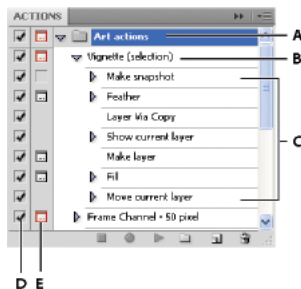 ACTIONS
Art actions
A
Vignette (selection)
B
Make snapshot
Feather
Layer Via Copy
C
Show current layer
Make layer
Fill
Move current layer
Frame Channel - 50 pixel
D E